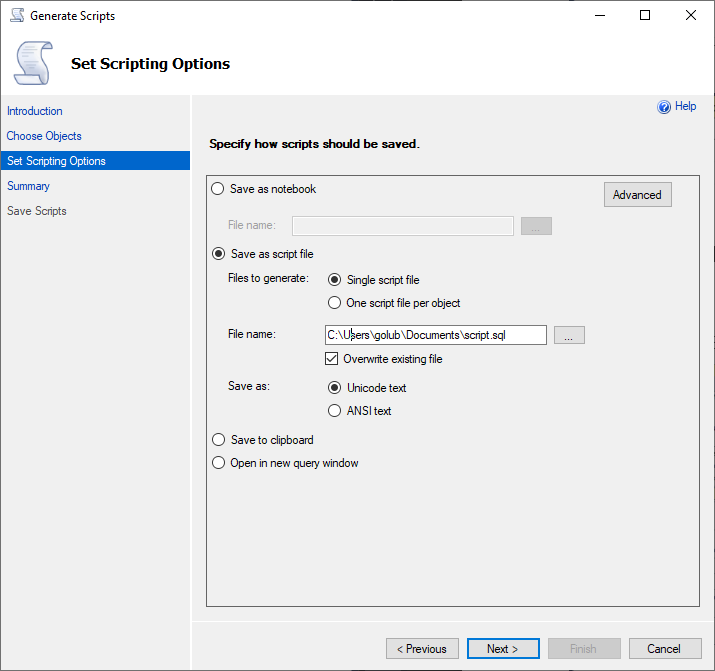 Generate Scripts
Set Scripting Options
Introduction
Choose Objects
Set Scripting Options
Summary
Save Scripts
Help
Specify how scripts should be saved.
Save as notebook
Advanced
File name:
...
Save as script file
Files to generate:
Single script file
One script file per object
File name:
C:\Users\golub\Documents\script.sql
...
Overwrite existing file
Save as:
Unicode text
ANSI text
Save to clipboard
Open in new query window
< Previous
Next >
Finish
Cancel